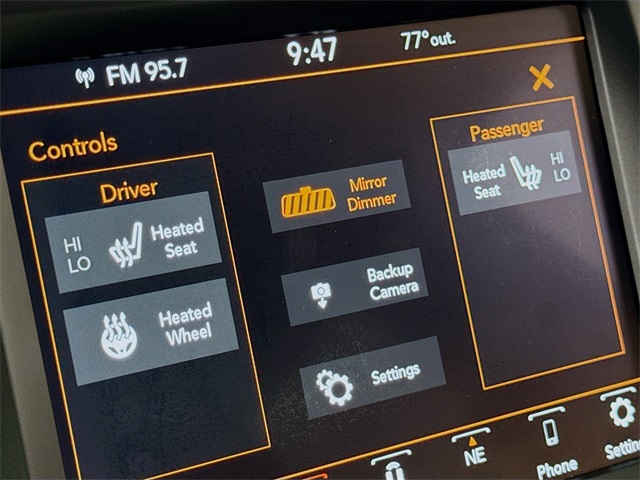 FM 95.7
9:47
77° out.
Controls
Driver
HI
LO
Heated
Seat
Heated
Wheel
Mirror
Dimmer
Backup
Camera
Settings
Passenger
Heated
Seat
HI
LO
NE
Phone